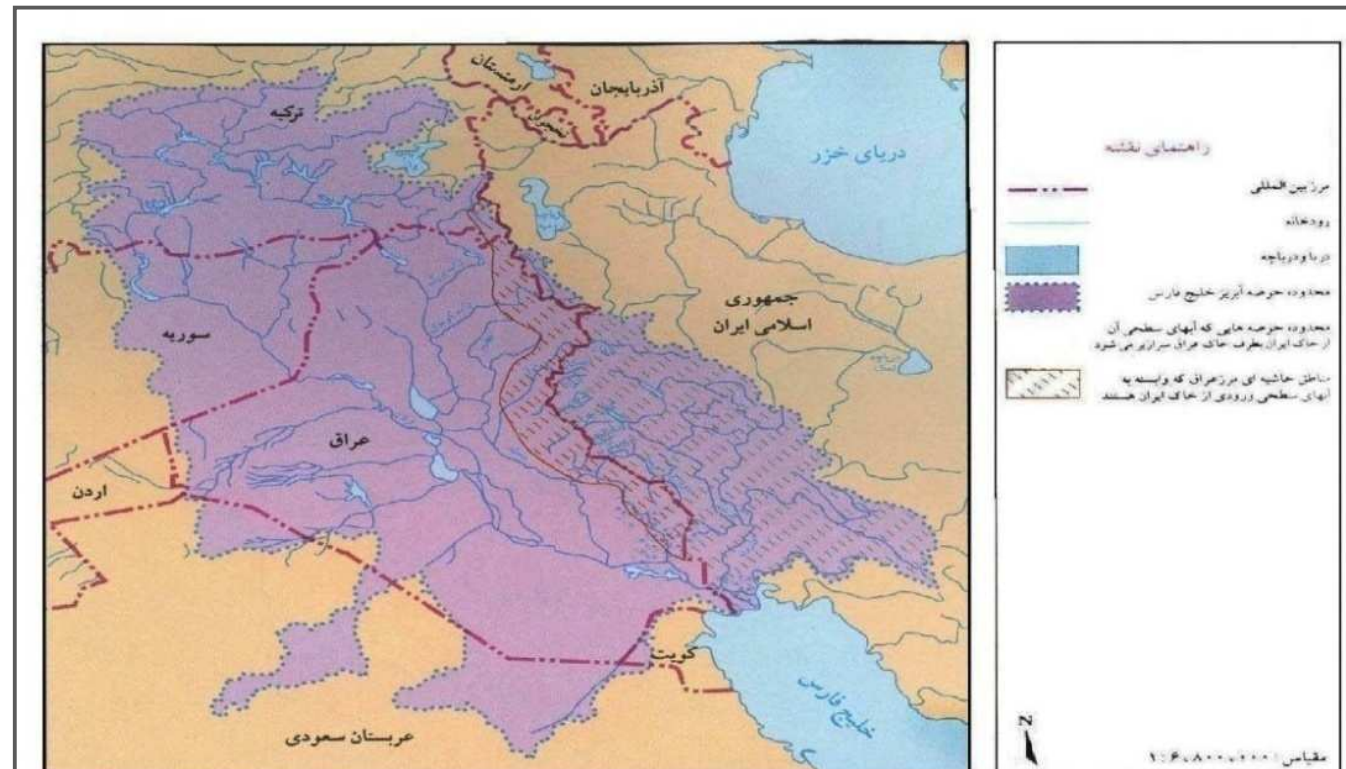 ترکیه
ارمنستان
نخجوان
آذربایجان
دریای خزر
جمهوری
اسلامی ایران
سوریه
عراق
اردن
کویت
خلیج فارس
عربستان سعودی
راهنمای نقشه
مرز بین المللی
رودخانه
دریا و دریاچه
محدوده حوضه آبریز خلیج فارس
محدوده حوضه هایی که آبهای سطحی آن
از خاک ایران بطرف خاک عراق سرازیر می شود
مناطق حاشیه ای مرز عراق که وابسته به
آبهای سطحی ورودی از خاک ایران هستند
N
مقیاس ۱:۶،۸۰۰،۰۰۰